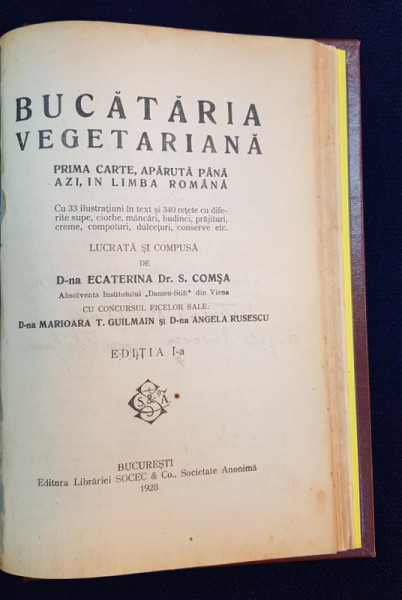 BUCĂTĂRIA
VEGETARIANĂ
PRIMA CARTE, APĂRUTĂ PÂNĂ
AZI, IN LIMBA ROMÂNĂ
Cu 33 ilustrațiuni în text și 340 rețete cu dife-
rite supe, ciorbe, mâncări, budinci, prăjituri,
creme, compoturi, dulcețuri, conserve etc.
LUCRATĂ ȘI COMPUSĂ
DE
D-na ECATERINA Dr. S. COMȘA
Absolventa Institutului „Damen-Stift" din Viena
CU CONCURSUL FICELOR SALE:
D-na MARIOARA T. GUILMAIN și D-na ANGELA RUSESCU
EDIȚIA I-a
S. & Co. A.
BUCUREȘTI
Editura Librăriei SOCEC & Co., Societate Anonimă
1928